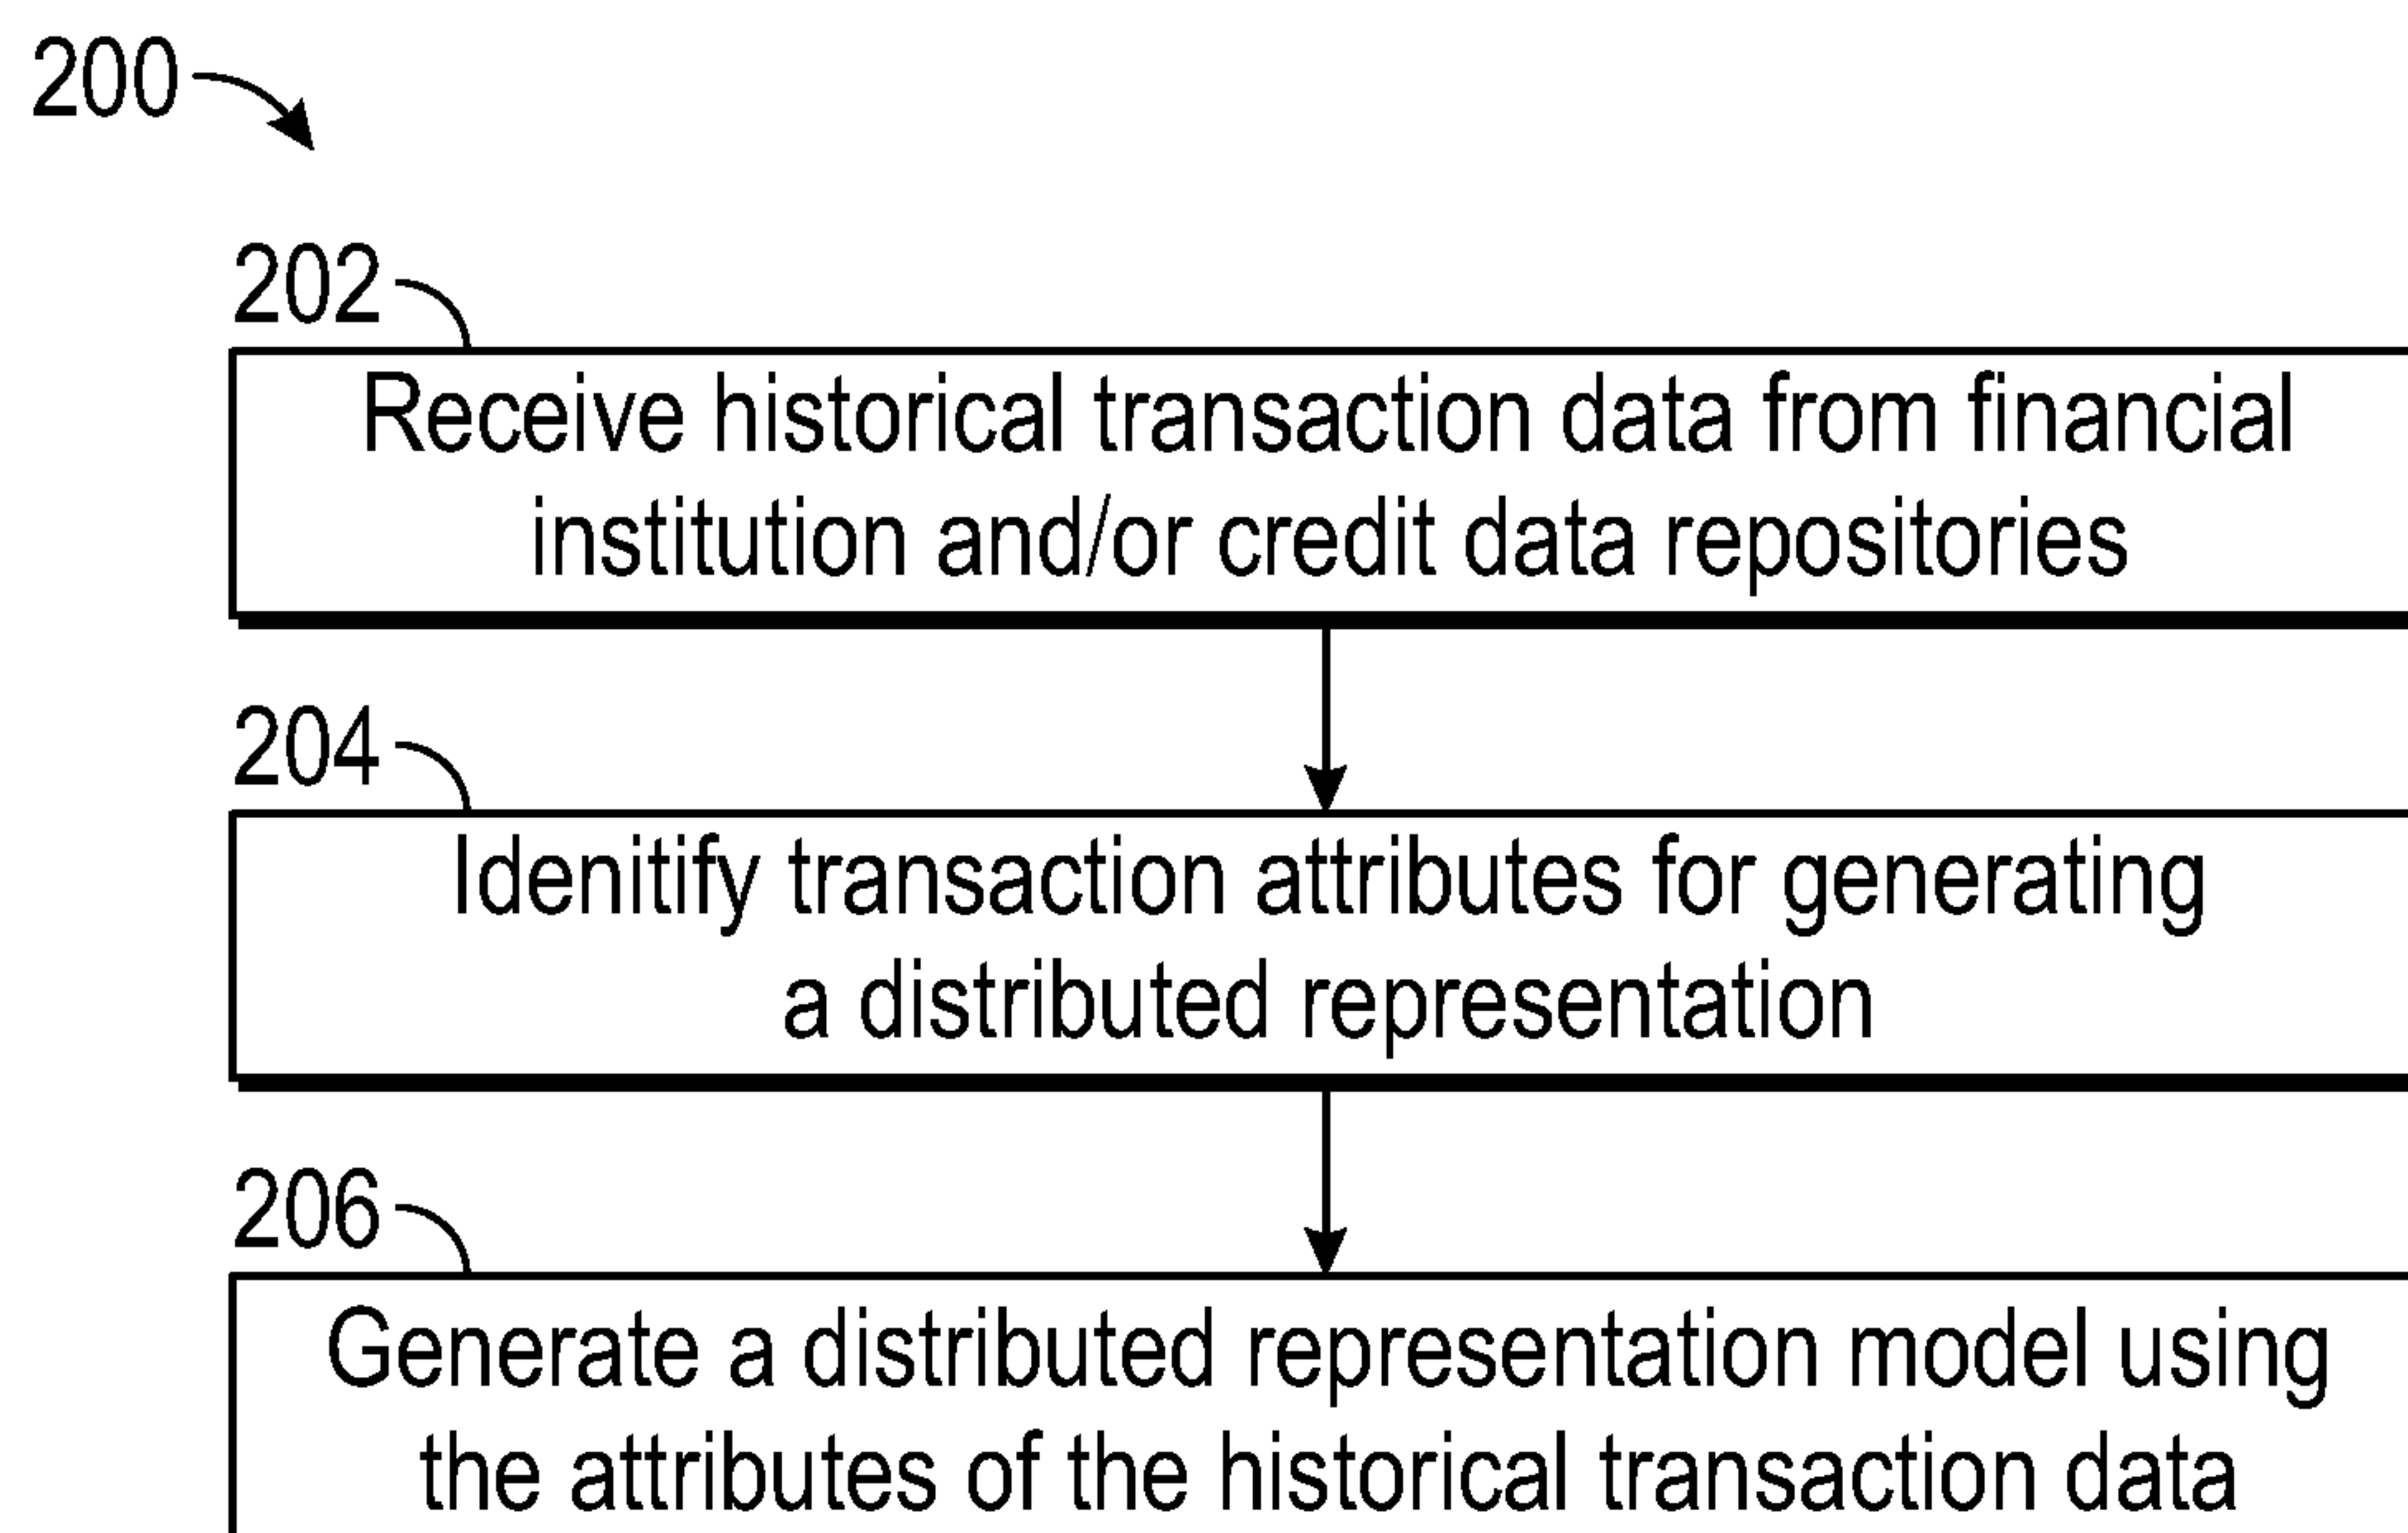 200
202
Receive historical transaction data from financial
institution and/or credit data repositories
204
Idenitify transaction attributes for generating
a distributed representation
206
Generate a distributed representation model using
the attributes of the historical transaction data